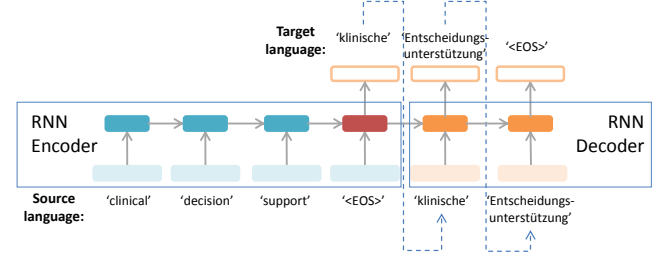 Target
language:
‘klinische’
‘Entscheidungs-
unterstützung’
‘<EOS>’
RNN
Encoder
RNN
Decoder
Source
language:
‘clinical’
‘decision’
‘support’
‘<EOS>’
‘klinische’
‘Entscheidungs-
unterstützung’